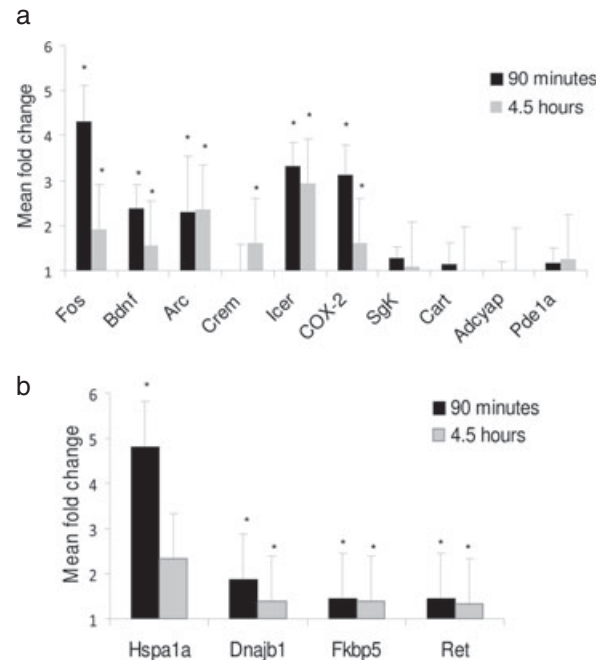 a
Mean fold change
6
5
4
3
2
1
90 minutes
4.5 hours
* * * * * * * * * * *
Fos Bdnf Arc Crem Icer COX-2 SgK Cart Adcyap Pde1a
b
Mean fold change
6
5
4
3
2
1
90 minutes
4.5 hours
* * * * * * *
Hspa1a Dnajb1 Fkbp5 Ret